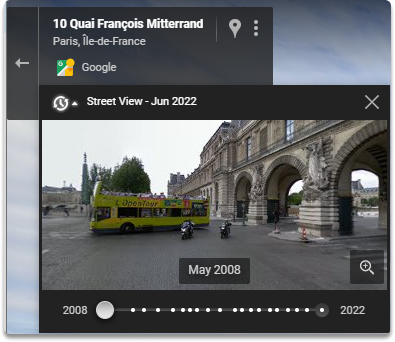 10 Quai François Mitterrand
Paris, Île-de-France
Google
Street View - Jun 2022
L'OpenTour
May 2008
2008
2022